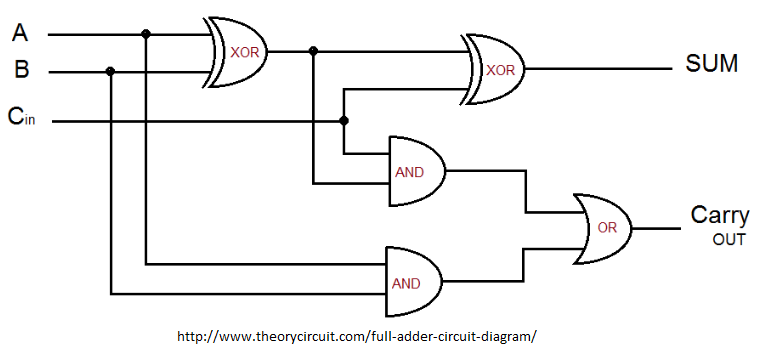 A
XOR
XOR
SUM
B
Cin
AND
Carry
OUT
OR
AND
http://www.theorycircuit.com/full-adder-circuit-diagram/